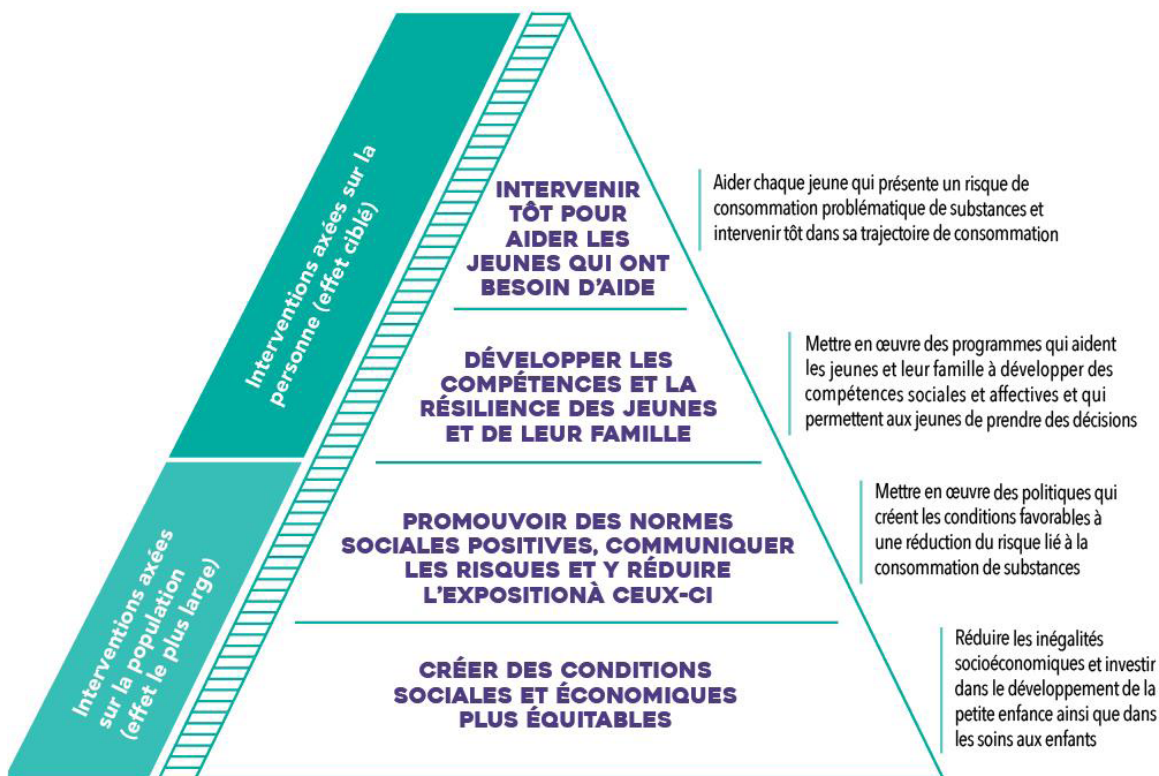 Interventions axées sur la
personne (effet ciblé)
INTERVENIR
TÔT POUR
AIDER LES
JEUNES QUI ONT
BESOIN D'AIDE
Aider chaque jeune qui présente un risque de
consommation problématique de substances et
intervenir tôt dans sa trajectoire de consommation
DÉVELOPPER LES
COMPÉTENCES ET LA
RÉSILIENCE DES JEUNES
ET DE LEUR FAMILLE
Mettre en œuvre des programmes qui aident
les jeunes et leur famille à développer des
compétences sociales et affectives et qui
permettent aux jeunes de prendre des décisions
Interventions axées
sur la population
(effet le plus large)
PROMOUVOIR DES NORMES
SOCIALES POSITIVES, COMMUNIQUER
LES RISQUES ET Y RÉDUIRE
L'EXPOSITIONÀ CEUX-CI
Mettre en œuvre des politiques qui
créent les conditions favorables à
une réduction du risque lié à la
consommation de substances
CRÉER DES CONDITIONS
SOCIALES ET ÉCONOMIQUES
PLUS ÉQUITABLES
Réduire les inégalités
socioéconomiques et investir
dans le développement de la
petite enfance ainsi que dans
les soins aux enfants